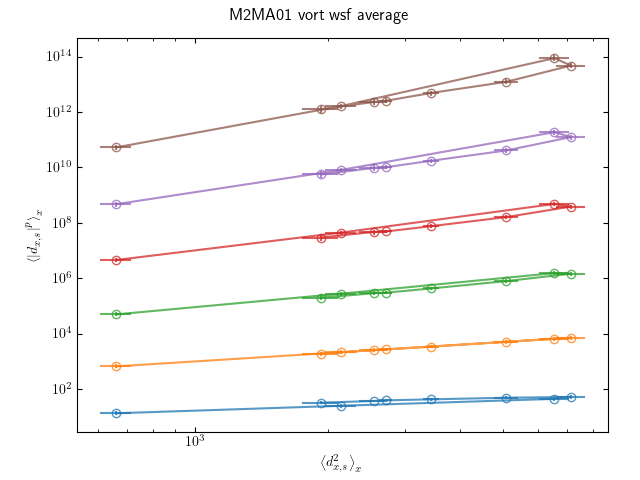 M2MA01 vort wsf average
10^{14}
10^{12}
10^{10}
10^{8}
10^{6}
10^{4}
10^{2}
⟨|d_{x,s}|^p⟩_x
10^3
⟨d_{x,s}^2⟩_x